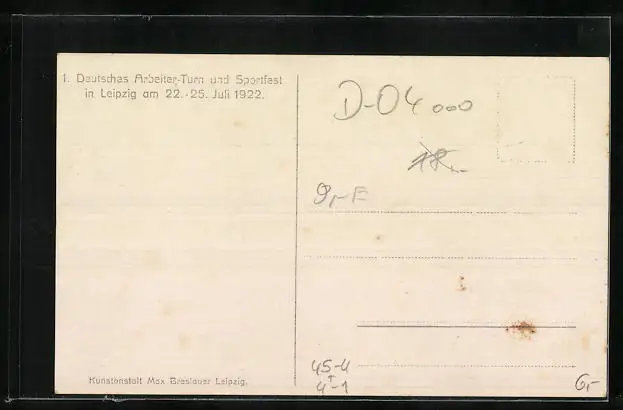 1. Deutsches Arbeiter-Turn und Sportfest
in Leipzig am 22.-25. Juli 1922.
D-04000
18.-
9,- E
45-4
4-1
6,-
Kunstanstalt Max Breslauer Leipzig.